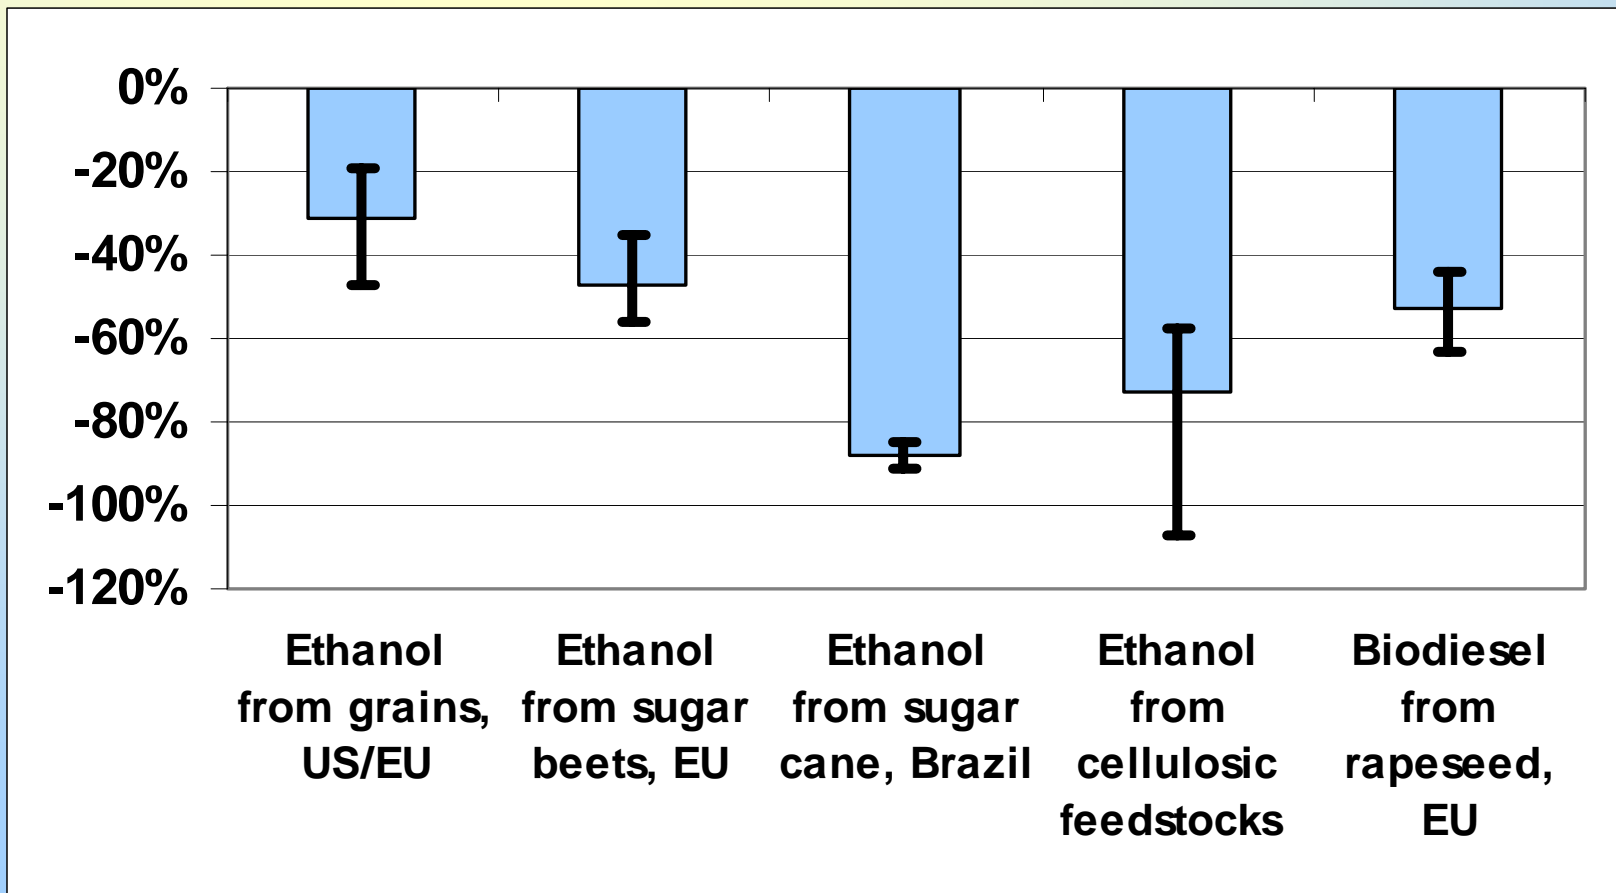 0%
-20%
-40%
-60%
-80%
-100%
-120%
Ethanol
from grains,
US/EU
Ethanol
from sugar
beets, EU
Ethanol
from sugar
cane, Brazil
Ethanol
from
cellulosic
feedstocks
Biodiesel
from
rapeseed,
EU